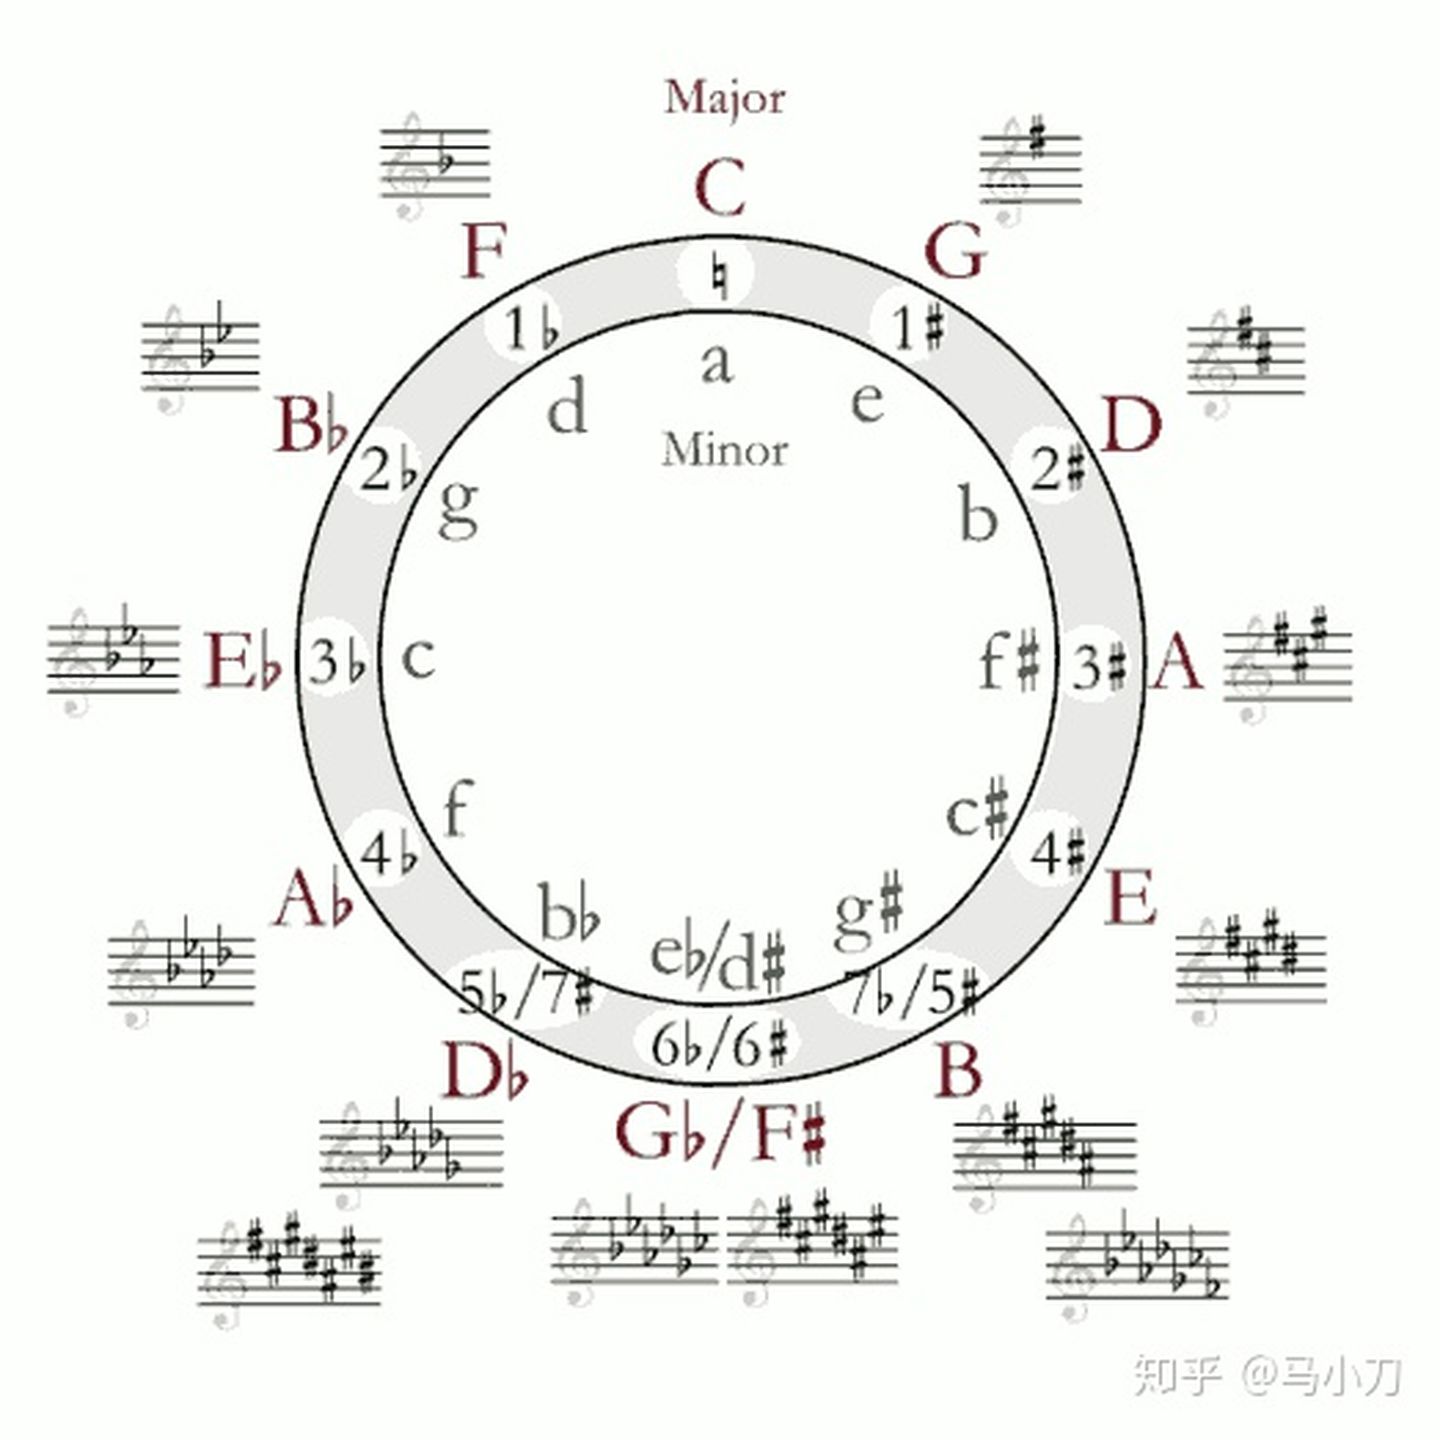 Major
C
F
G
♮
1♭
1♯
a
d
e
B♭
D
Minor
2♭
2♯
g
b
E♭
3♭
c
f♯
3♯
A
f
c♯
4♭
4♯
A♭
E
b♭
g♯
e♭/d♯
5♭/7♯
7♭/5♯
6♭/6♯
D♭
B
G♭/F♯
知乎 @马小刀